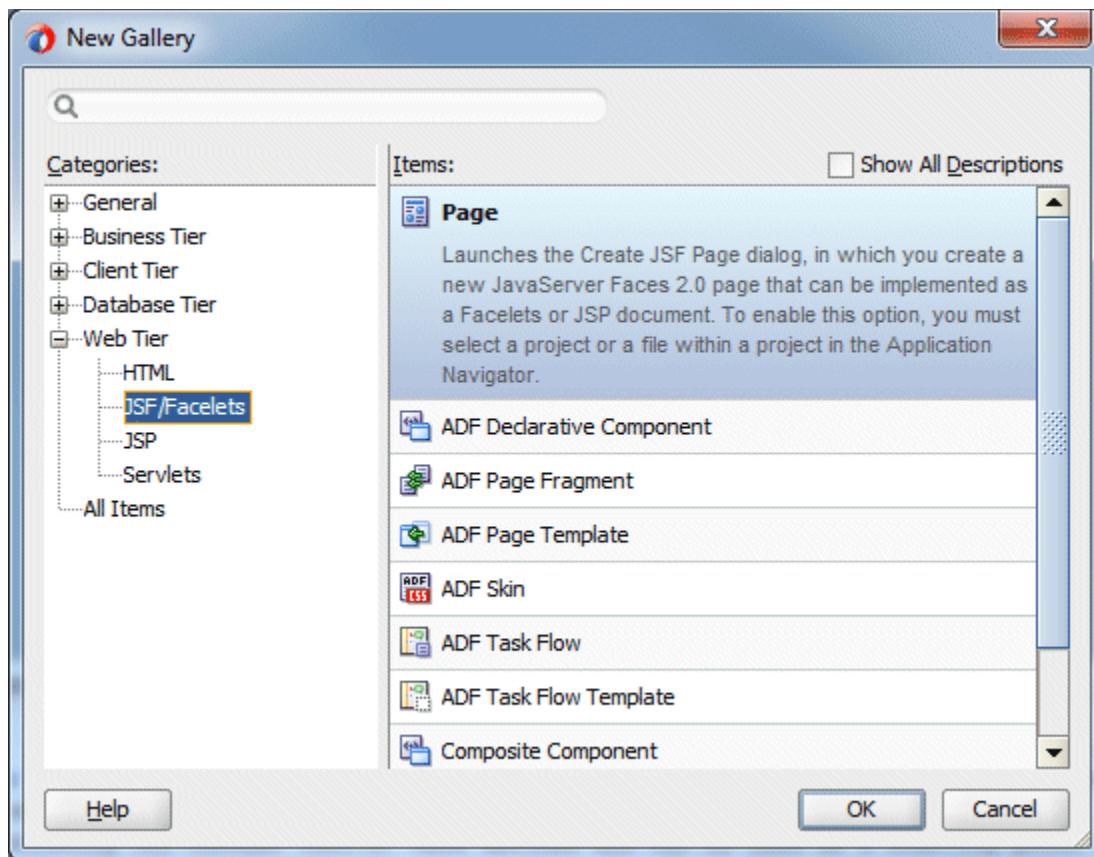 New Gallery
Categories:
Items:
Show All Descriptions
General
Business Tier
Client Tier
Database Tier
Web Tier
HTML
JSF/Facelets
JSP
Servlets
All Items
Page
Launches the Create JSF Page dialog, in which you create a
new JavaServer Faces 2.0 page that can be implemented as
a Facelets or JSP document. To enable this option, you must
select a project or a file within a project in the Application
Navigator.
ADF Declarative Component
ADF Page Fragment
ADF Page Template
ADF CSS
ADF Skin
ADF Task Flow
ADF Task Flow Template
Composite Component
Help
OK
Cancel